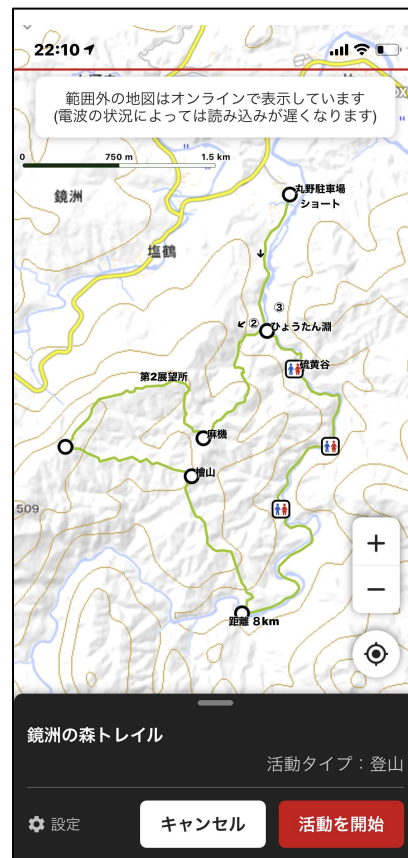 22:10
範囲外の地図はオンラインで表示しています
(電波の状況によっては読み込みが遅くなります)
0 750 m 1.5 km
丸野駐車場
ショート
鏡洲
塩鶴
③
②
ひょうたん淵
硫黄谷
第2展望所
麻機
檜山
509
+
−
距離 8km
鏡洲の森トレイル
活動タイプ:登山
設定
キャンセル
活動を開始